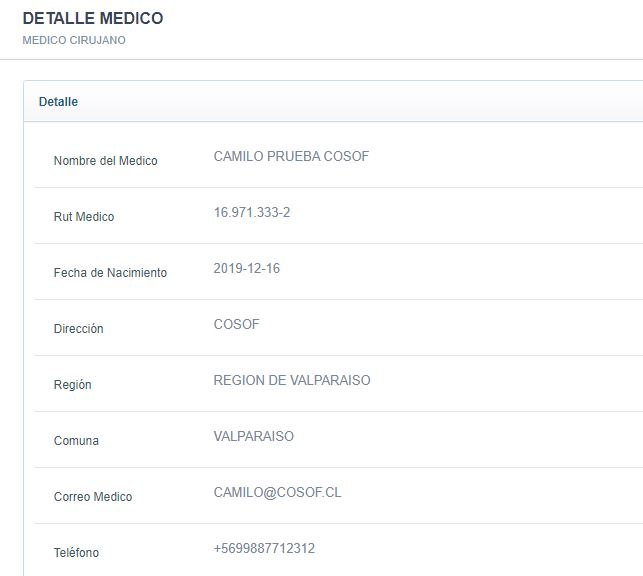 DETALLE MEDICO
MEDICO CIRUJANO
Detalle
Nombre del Medico CAMILO PRUEBA COSOF
Rut Medico 16.971.333-2
Fecha de Nacimiento 2019-12-16
Dirección COSOF
Región REGION DE VALPARAISO
Comuna VALPARAISO
Correo Medico CAMILO@COSOF.CL
Teléfono +5699887712312